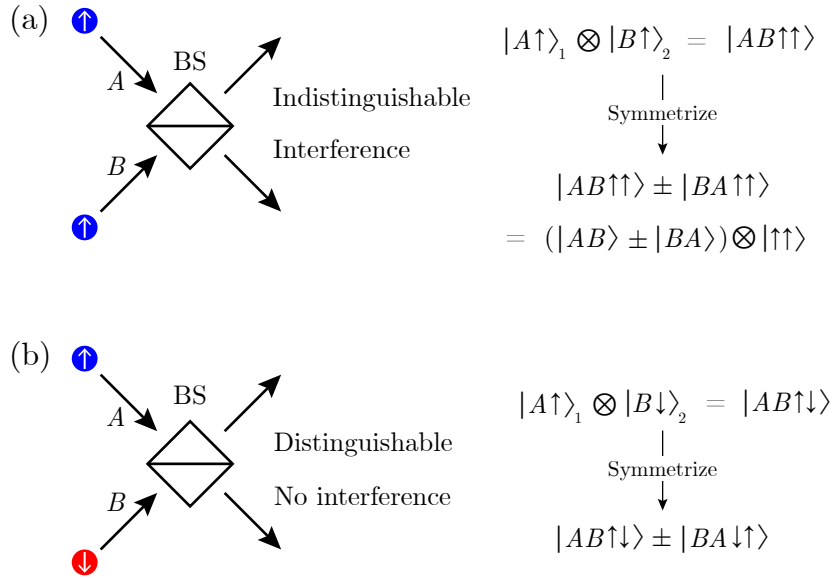 (a)
↑
A
BS
B
↑
Indistinguishable
Interference
|A↑⟩₁ ⊗ |B↑⟩₂ = |AB↑↑⟩
Symmetrize
|AB↑↑⟩ ± |BA↑↑⟩
= (|AB⟩ ± |BA⟩) ⊗ |↑↑⟩
(b)
↑
A
BS
B
↓
Distinguishable
No interference
|A↑⟩₁ ⊗ |B↓⟩₂ = |AB↑↓⟩
Symmetrize
|AB↑↓⟩ ± |BA↓↑⟩